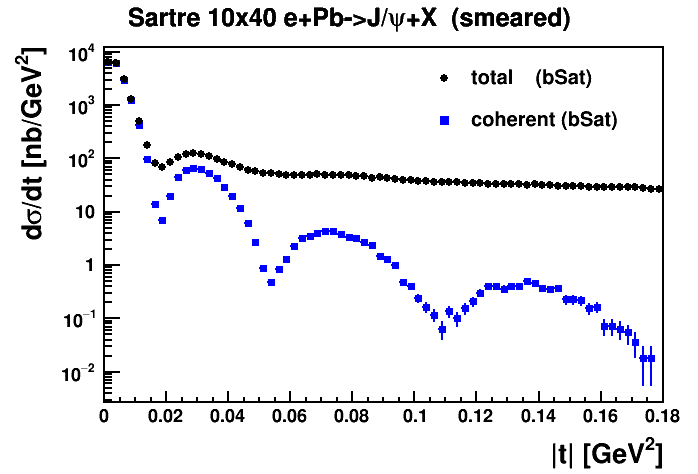 Sartre 10x40 e+Pb->J/ψ+X (smeared)
dσ/dt [nb/GeV²]
10⁴
10³
10²
10
1
10⁻¹
10⁻²
total (bSat)
coherent (bSat)
0 0.02 0.04 0.06 0.08 0.1 0.12 0.14 0.16 0.18
|t| [GeV²]